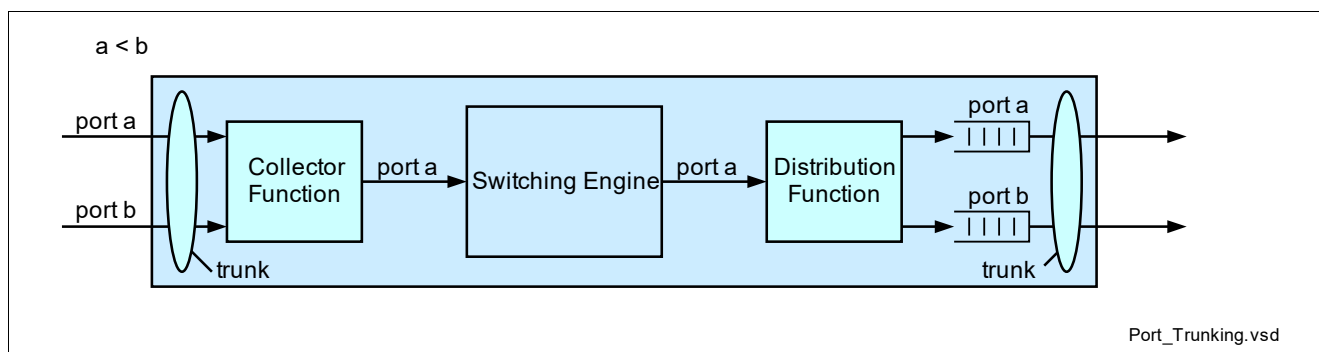 a < b
port a
port b
trunk
Collector
Function
port a
Switching Engine
port a
Distribution
Function
port a
port b
trunk
Port_Trunking.vsd